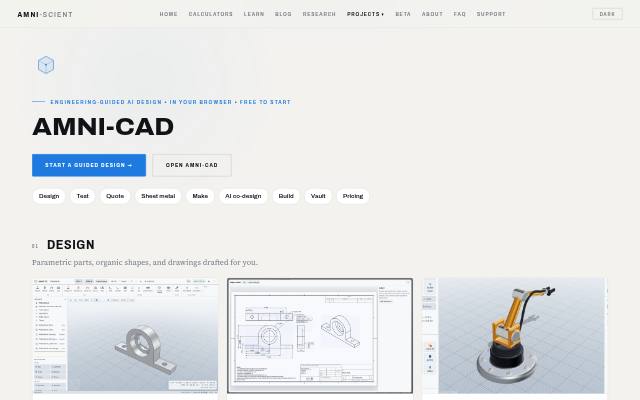 AMNI-SCIENT
HOME CALCULATORS LEARN BLOG RESEARCH PROJECTS ▾ BETA ABOUT FAQ SUPPORT
DARK
ENGINEERING-GUIDED AI DESIGN • IN YOUR BROWSER • FREE TO START
AMNI-CAD
START A GUIDED DESIGN →
OPEN AMNI-CAD
Design Test Quote Sheet metal Make AI co-design Build Vault Pricing
01 DESIGN
Parametric parts, organic shapes, and drawings drafted for you.